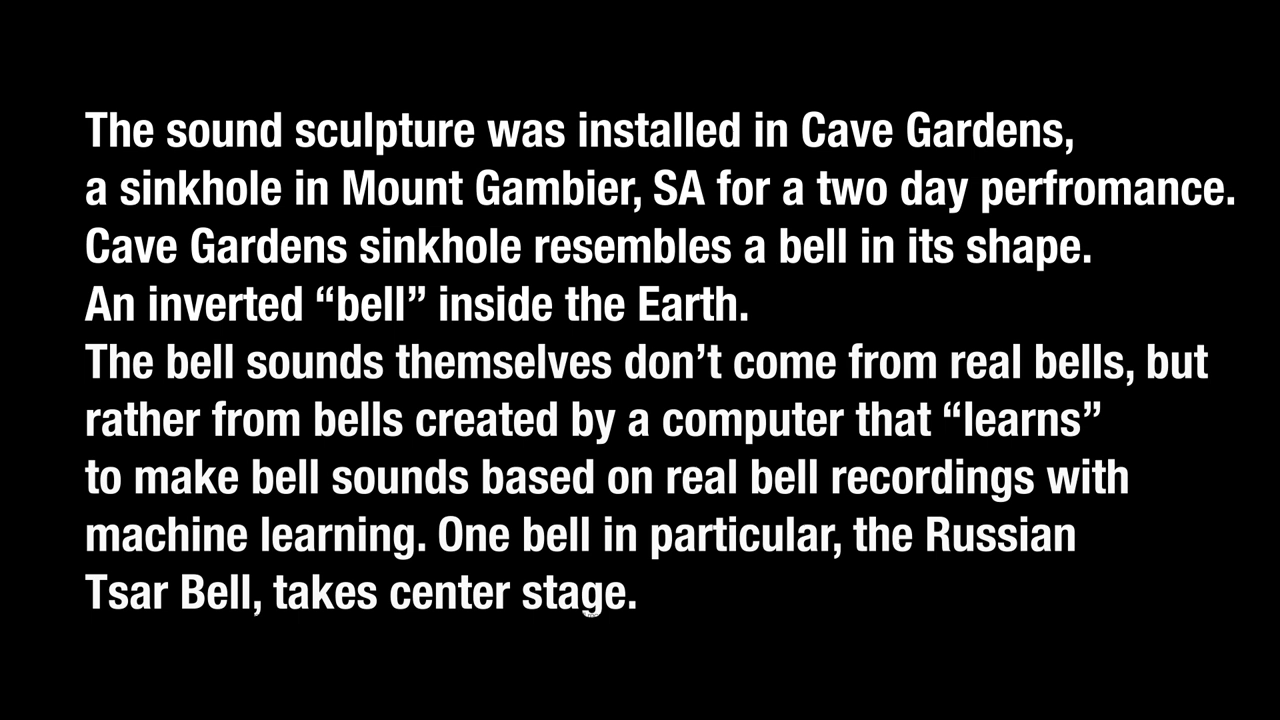 The sound sculpture was installed in Cave Gardens,
a sinkhole in Mount Gambier, SA for a two day perfromance.
Cave Gardens sinkhole resembles a bell in its shape.
An inverted “bell” inside the Earth.
The bell sounds themselves don’t come from real bells, but
rather from bells created by a computer that “learns”
to make bell sounds based on real bell recordings with
machine learning. One bell in particular, the Russian
Tsar Bell, takes center stage.